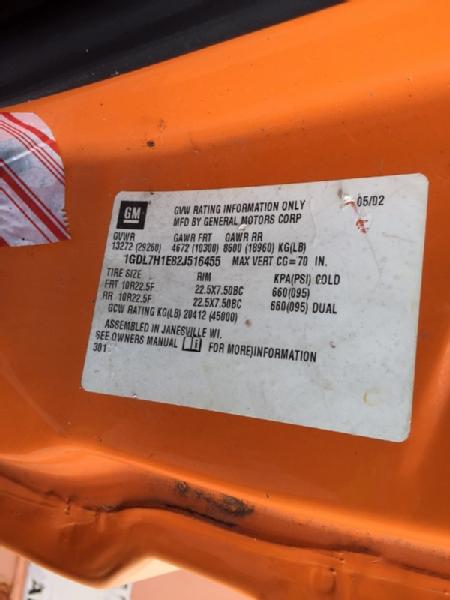 GM
GVW RATING INFORMATION ONLY
MFD BY GENERAL MOTORS CORP
05/02
GVWR GAWR FRT GAWR RR
13272 (29260) 4672 (10300) 8600 (18960) KG(LB)
1GDL7H1E82J516455 MAX VERT CG=70 IN.
TIRE SIZE RIM KPA(PSI) COLD
FRT 10R22.5F 22.5X7.50BC 660(095)
RR 10R22.5F 22.5X7.50BC 660(095) DUAL
GCW RATING KG(LB) 20412 (45000)
ASSEMBLED IN JANESVILLE WI.
SEE OWNERS MANUAL FOR MORE)INFORMATION
301